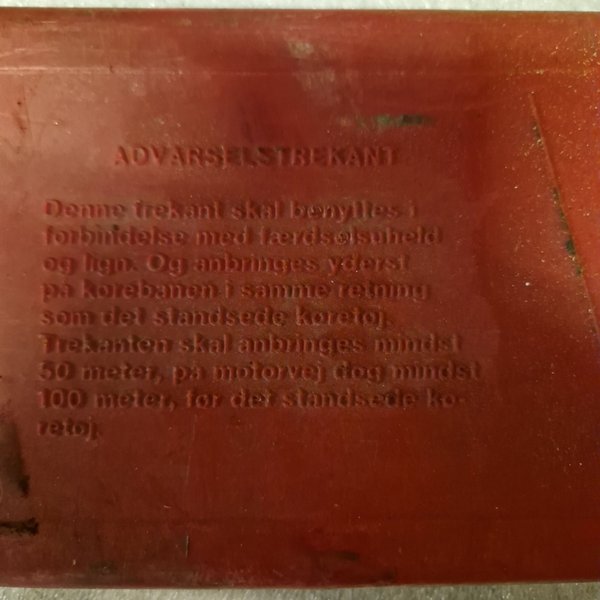 ADVARSELSTREKANT
Denne trekant skal benyttes i
forbindelse med færdselsuheld
og lign. Og anbringes yderst
på kørebanen i samme retning
som det standsede køretøj.
Trekanten skal anbringes mindst
50 meter, på motorvej dog mindst
100 meter, før det standsede kø-
retøj.